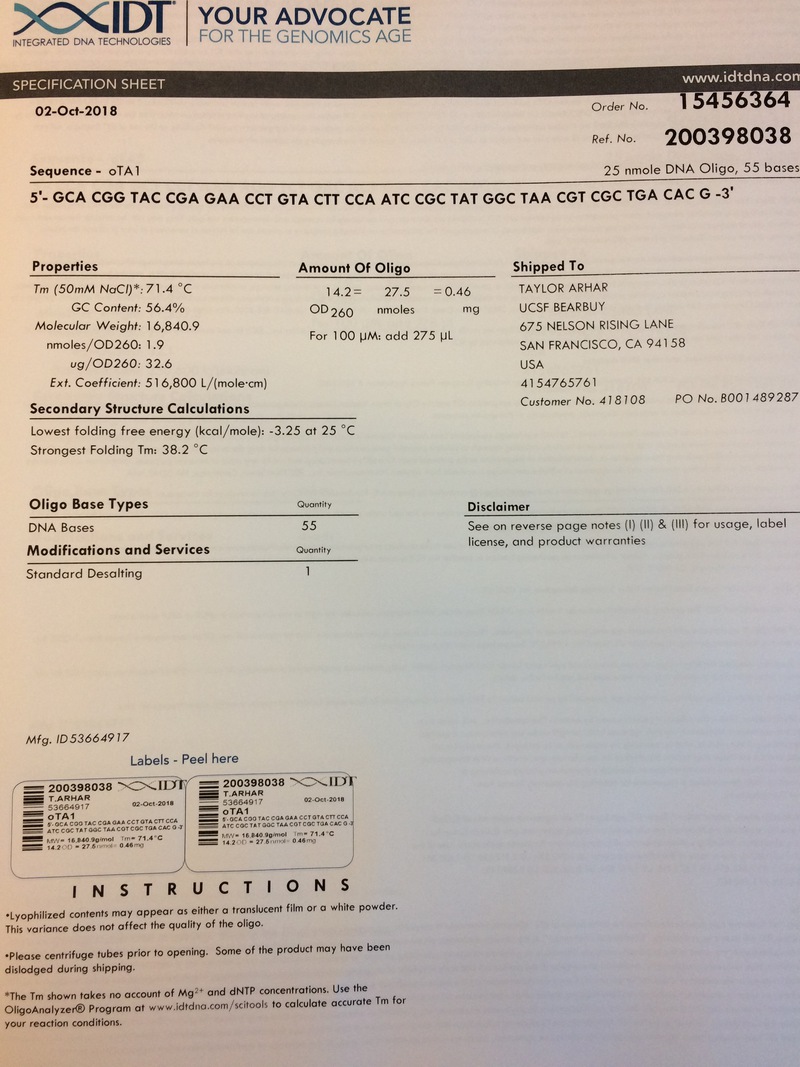 IDT
INTEGRATED DNA TECHNOLOGIES
YOUR ADVOCATE
FOR THE GENOMICS AGE
SPECIFICATION SHEET
www.idtdna.com
02-Oct-2018
Order No. 15456364
Ref. No. 200398038
Sequence - oTA1
25 nmole DNA Oligo, 55 bases
5'- GCA CGG TAC CGA GAA CCT GTA CTT CCA ATC CGC TAT GGC TAA CGT CGC TGA CAC G -3'
Properties
Tm (50mM NaCl)*: 71.4 °C
GC Content: 56.4%
Molecular Weight: 16,840.9
nmoles/OD260: 1.9
ug/OD260: 32.6
Ext. Coefficient: 516,800 L/(mole·cm)
Secondary Structure Calculations
Lowest folding free energy (kcal/mole): -3.25 at 25 °C
Strongest Folding Tm: 38.2 °C
Amount Of Oligo
14.2= 27.5 =0.46
OD260 nmoles mg
For 100 µM: add 275 µL
Shipped To
TAYLOR ARHAR
UCSF BEARBUY
675 NELSON RISING LANE
SAN FRANCISCO, CA 94158
USA
4154765761
Customer No. 418108 PO No. B001489287
Oligo Base Types Quantity
DNA Bases 55
Modifications and Services Quantity
Standard Desalting 1
Disclaimer
See on reverse page notes (I) (II) & (III) for usage, label
license, and product warranties
Mfg. ID 53664917
Labels - Peel here
200398038 IDT
T.ARHAR
53664917 02-Oct-2018
oTA1
5'-GCA CGG TAC CGA GAA CCT GTA CTT CCA
ATC CGC TAT GGC TAA CGT CGC TGA CAC G -3'
MW= 16,840.9g/mol Tm= 71.4°C
14.2 OD = 27.5 nmol= 0.46mg
200398038 IDT
T.ARHAR
53664917 02-Oct-2018
oTA1
5'-GCA CGG TAC CGA GAA CCT GTA CTT CCA
ATC CGC TAT GGC TAA CGT CGC TGA CAC G -3'
MW= 16,840.9g/mol Tm= 71.4°C
14.2 OD = 27.5 nmol= 0.46mg
INSTRUCTIONS
•Lyophilized contents may appear as either a translucent film or a white powder.
This variance does not affect the quality of the oligo.
•Please centrifuge tubes prior to opening. Some of the product may have been
dislodged during shipping.
*The Tm shown takes no account of Mg2+ and dNTP concentrations. Use the
OligoAnalyzer® Program at www.idtdna.com/scitools to calculate accurate Tm for
your reaction conditions.